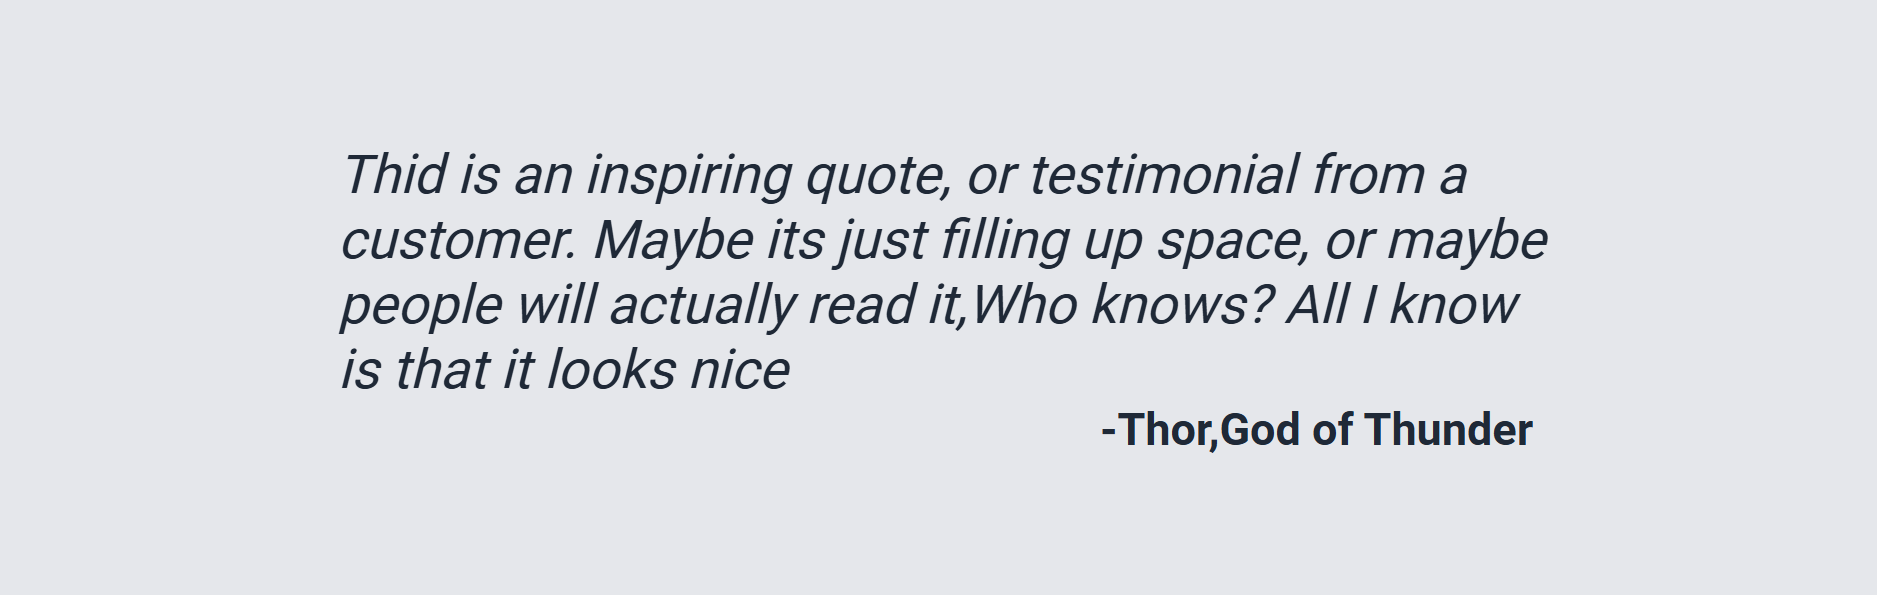 Thid is an inspiring quote, or testimonial from a
customer. Maybe its just filling up space, or maybe
people will actually read it,Who knows? All I know
is that it looks nice
-Thor,God of Thunder